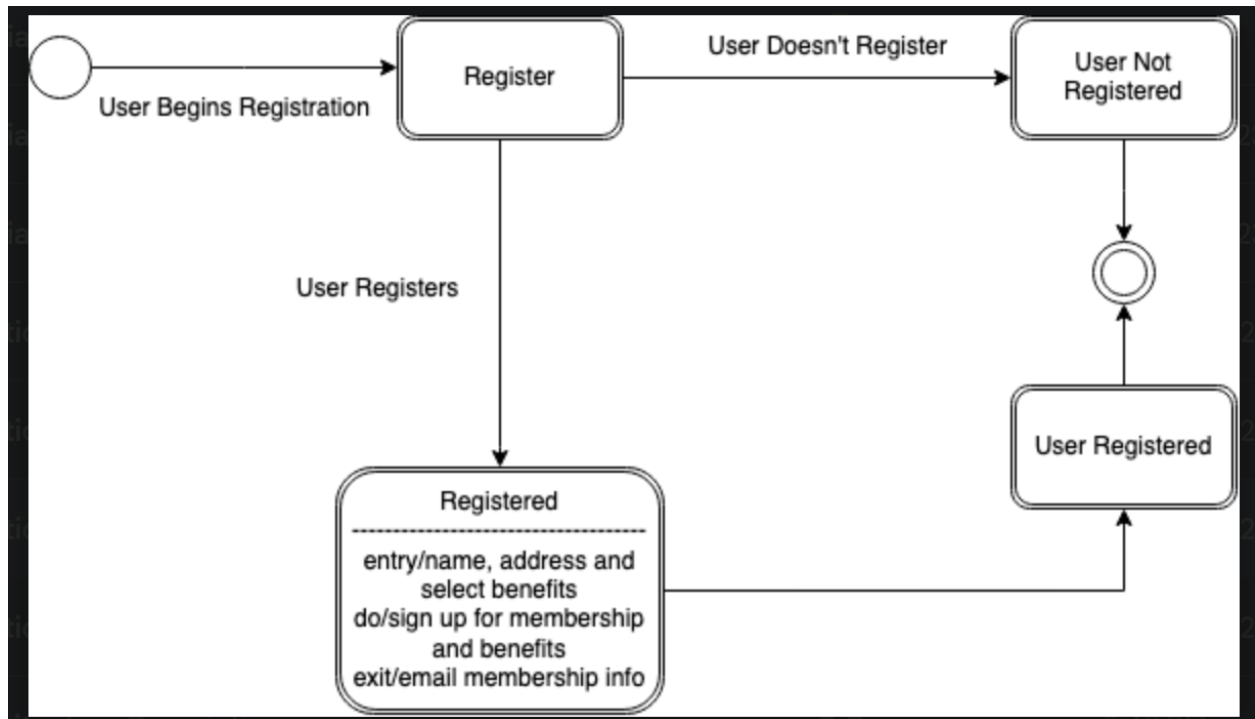 User Begins Registration
Register
User Doesn't Register
User Not
Registered
User Registers
User Registered
Registered
entry/name, address and
select benefits
do/sign up for membership
and benefits
exit/email membership info